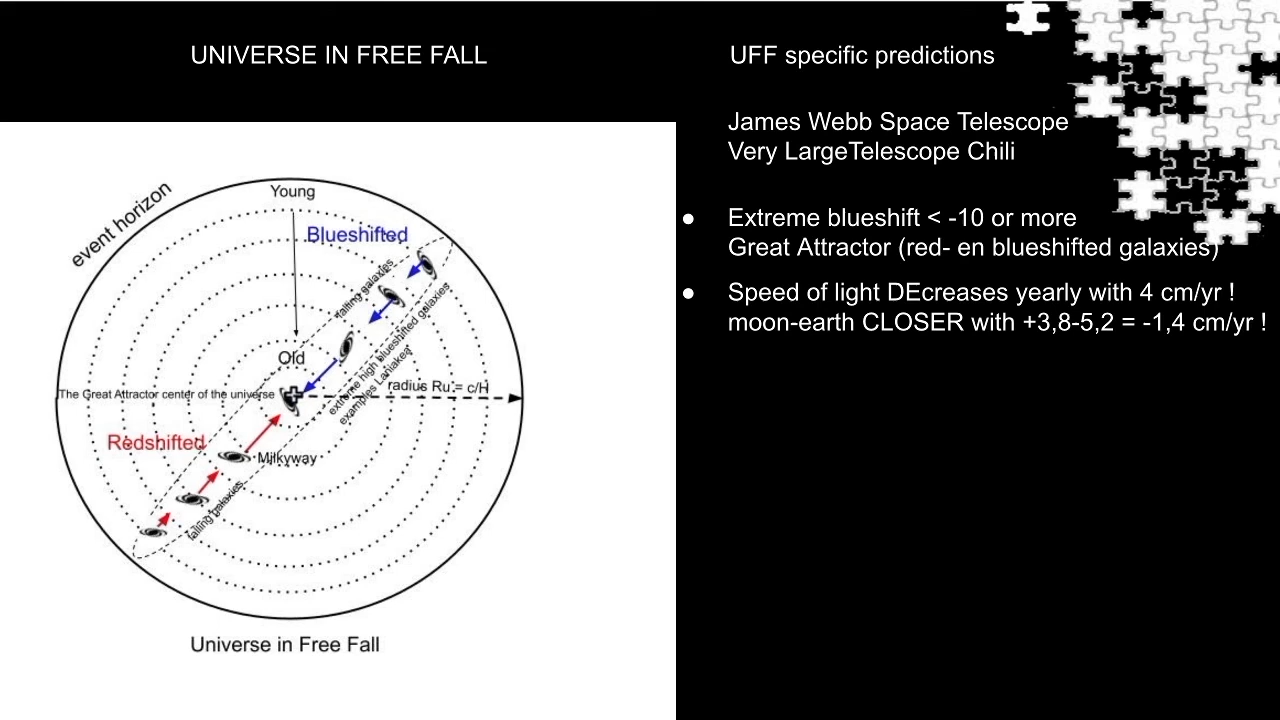 UNIVERSE IN FREE FALL
UFF specific predictions
James Webb Space Telescope
Very LargeTelescope Chili
● Extreme blueshift < -10 or more
Great Attractor (red- en blueshifted galaxies)
● Speed of light DEcreases yearly with 4 cm/yr !
moon-earth CLOSER with +3,8-5,2 = -1,4 cm/yr !
event horizon
Young
Blueshifted
falling galaxies
extreme high blueshifted galaxies
examples Laniakea
Old
The Great Attractor center of the universe
radius Ru = c/H
Redshifted
Milkyway
falling galaxies
Universe in Free Fall